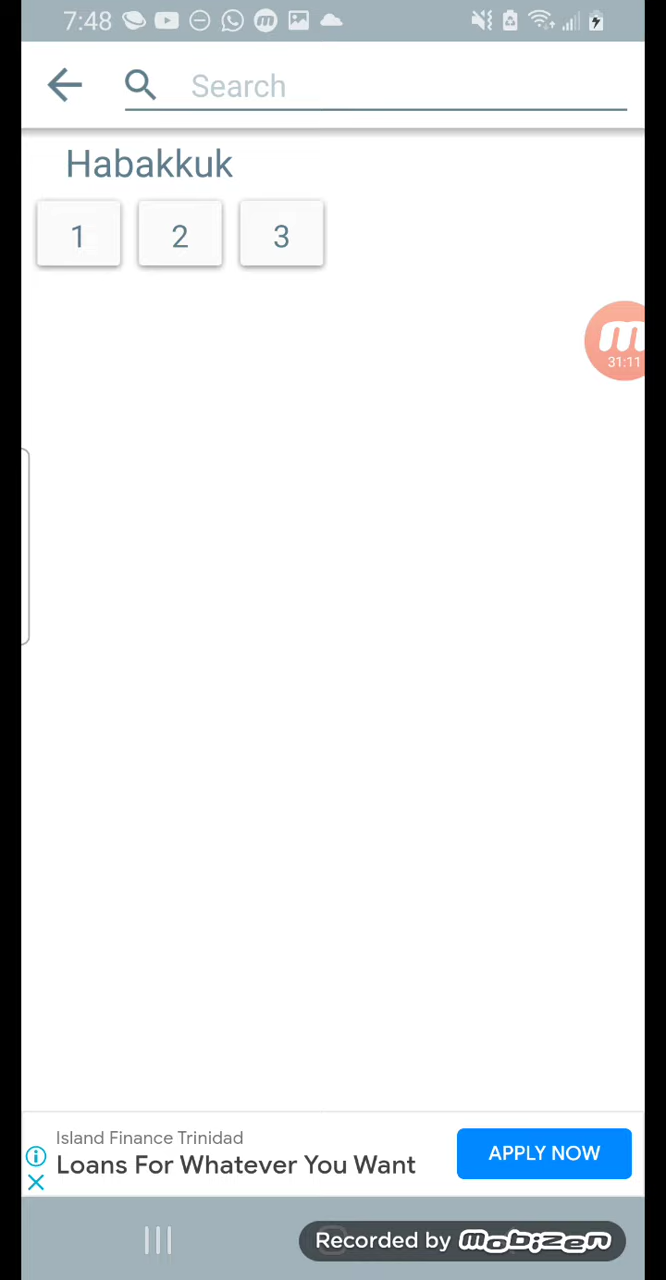 7:48
Search
Habakkuk
1 2 3
31:11
Island Finance Trinidad
Loans For Whatever You Want
APPLY NOW
Recorded by mobizen